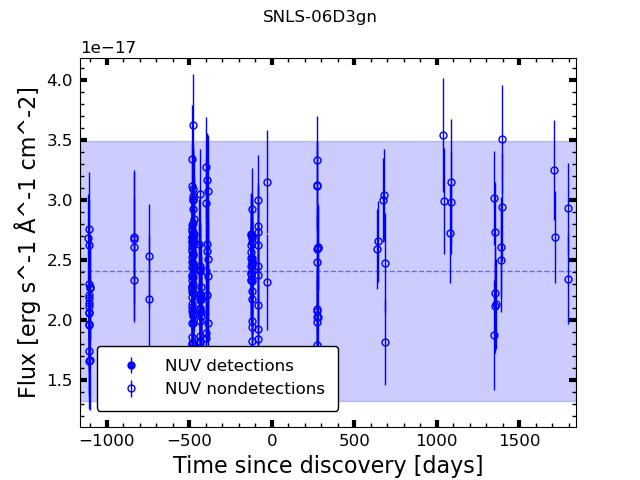 SNLS-06D3gn
1e−17
4.0
3.5
3.0
2.5
2.0
1.5
Flux [erg s^-1 Å^-1 cm^-2]
NUV detections
NUV nondetections
−1000 −500 0 500 1000 1500
Time since discovery [days]